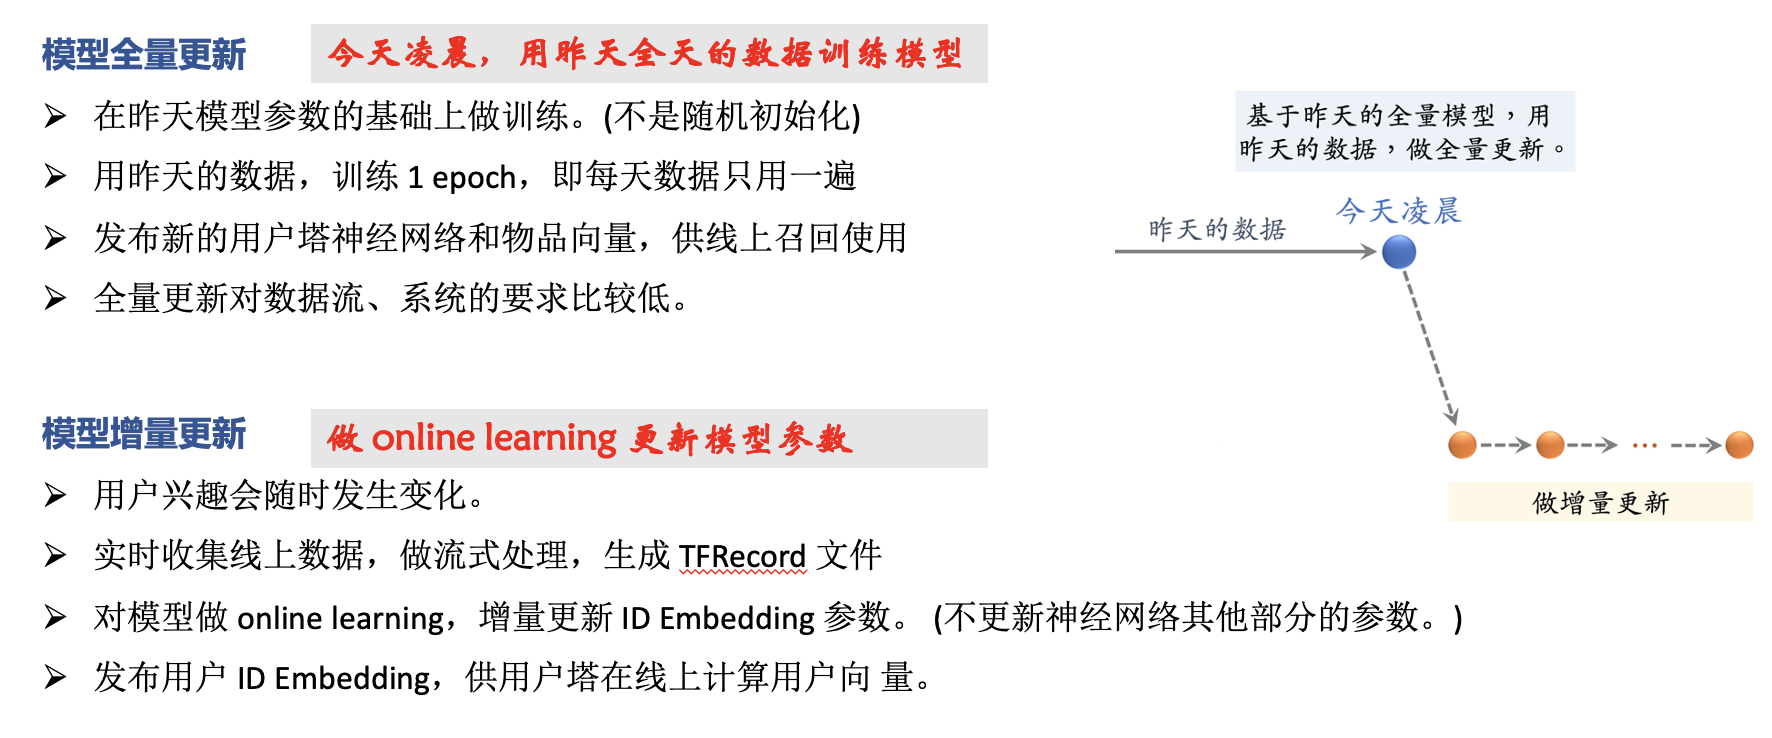 模型全量更新
今天凌晨，用昨天全天的数据训练模型
➢ 在昨天模型参数的基础上做训练。(不是随机初始化)
➢ 用昨天的数据，训练 1 epoch，即每天数据只用一遍
➢ 发布新的用户塔神经网络和物品向量，供线上召回使用
➢ 全量更新对数据流、系统的要求比较低。
基于昨天的全量模型，用
昨天的数据，做全量更新。
今天凌晨
昨天的数据
模型增量更新
做 online learning 更新模型参数
➢ 用户兴趣会随时发生变化。
➢ 实时收集线上数据，做流式处理，生成 TFRecord 文件
➢ 对模型做 online learning，增量更新 ID Embedding 参数。 (不更新神经网络其他部分的参数。)
➢ 发布用户 ID Embedding，供用户塔在线上计算用户向 量。
…
做增量更新